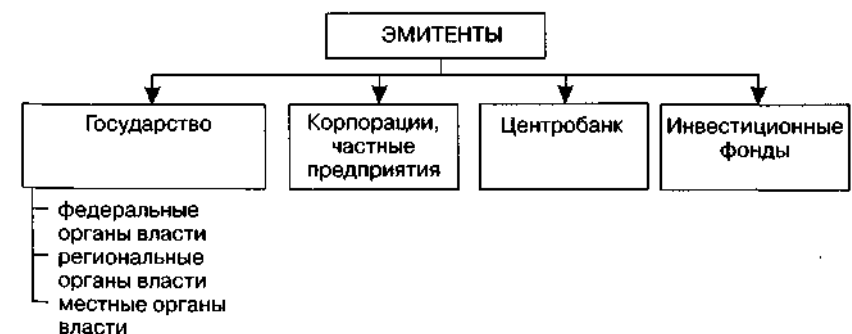 ЭМИТЕНТЫ
Государство
Корпорации,
частные
предприятия
Центробанк
Инвестиционные
фонды
федеральные
органы власти
региональные
органы власти
местные органы
власти